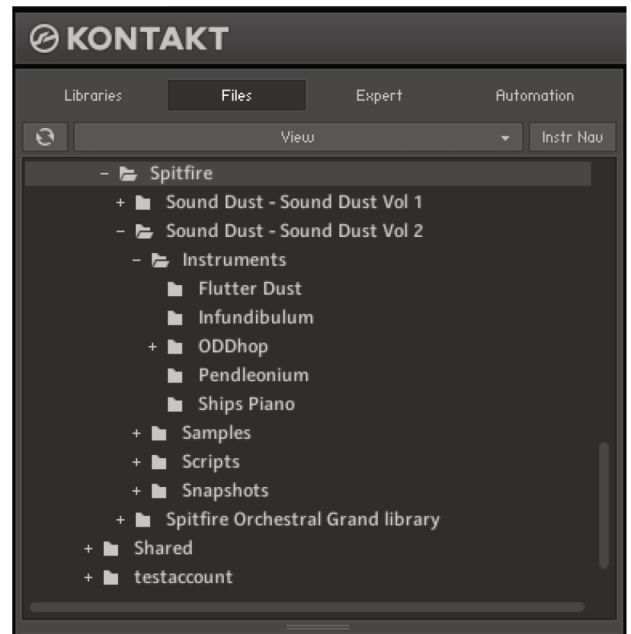 KONTAKT
Libraries Files Expert Automation
View Instr Nav
- Spitfire
+ Sound Dust - Sound Dust Vol 1
- Sound Dust - Sound Dust Vol 2
- Instruments
Flutter Dust
Infundibulum
+ ODDhop
Pendleonium
Ships Piano
+ Samples
+ Scripts
+ Snapshots
+ Spitfire Orchestral Grand library
+ Shared
+ testaccount